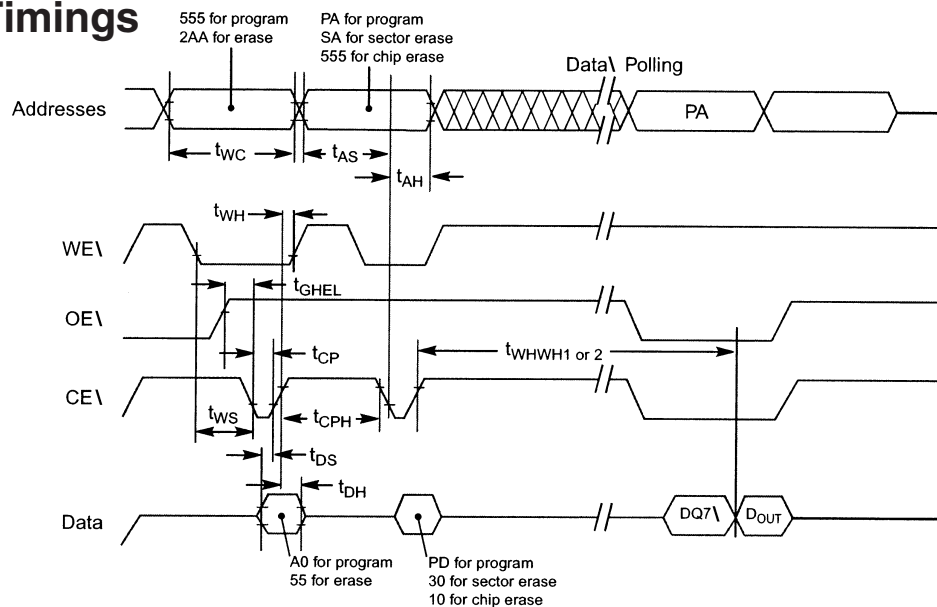 Timings
555 for program
2AA for erase
PA for program
SA for sector erase
555 for chip erase
Data\ Polling
Addresses
PA
tWC
tAS
tAH
tWH
WE\
tGHEL
OE\
tCP
tWHWH1 or 2
CE\
tWS
tCPH
tDS
tDH
Data
DQ7\
DOUT
A0 for program
55 for erase
PD for program
30 for sector erase
10 for chip erase